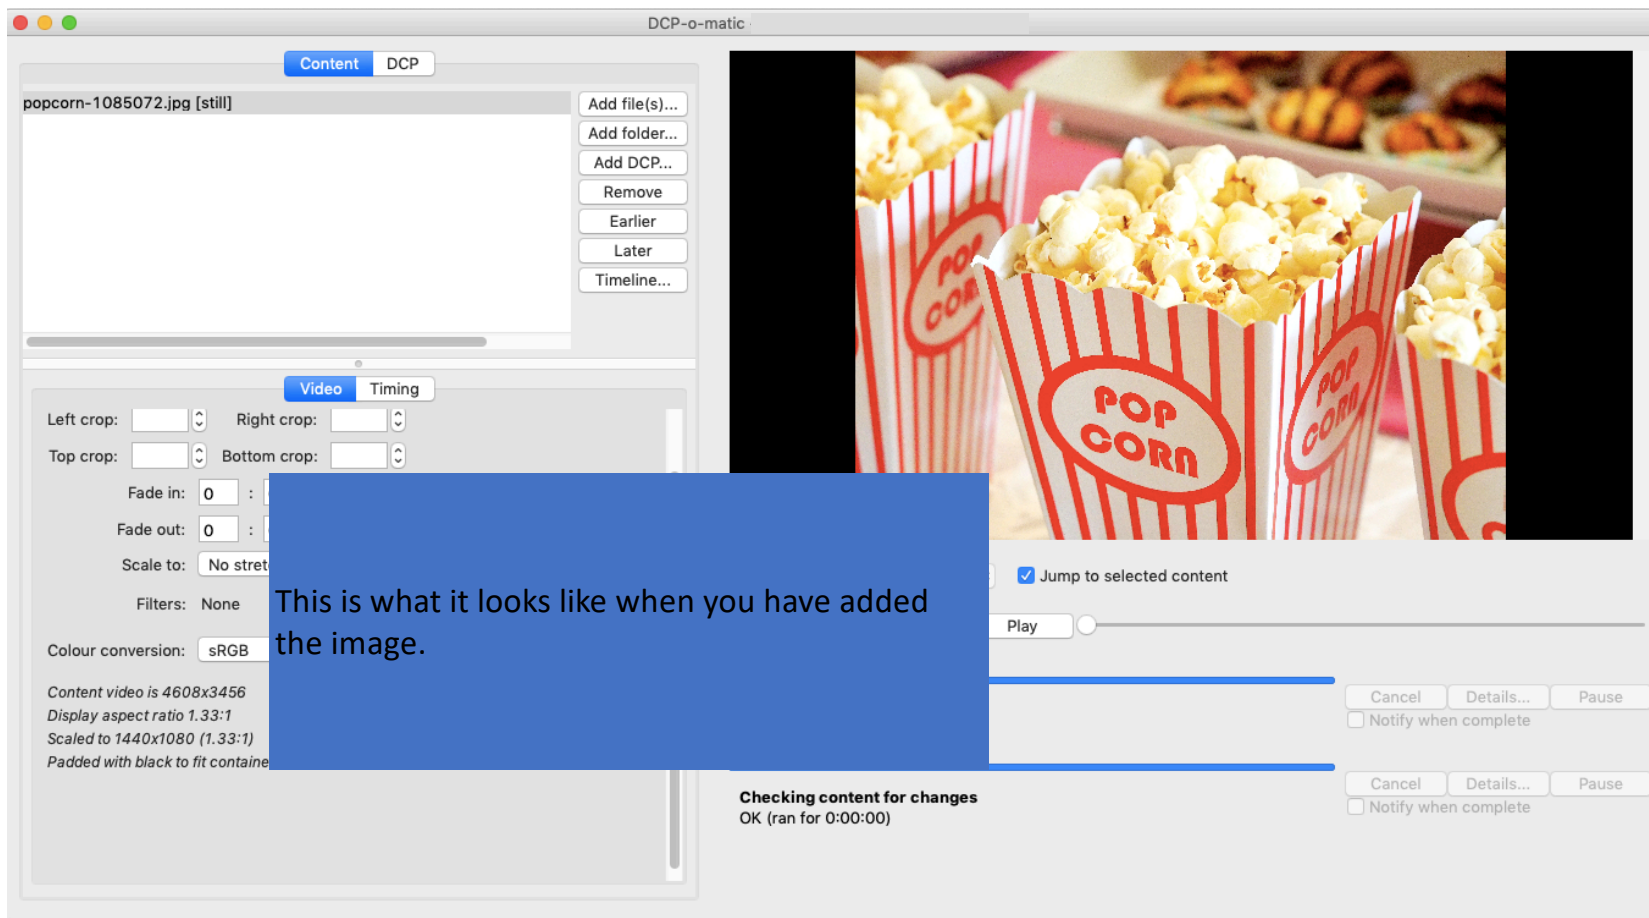 DCP-o-matic
Content DCP
popcorn-1085072.jpg [still]
Add file(s)...
Add folder...
Add DCP...
Remove
Earlier
Later
Timeline...
Video Timing
Left crop: Right crop:
Top crop: Bottom crop:
Fade in: 0 :
Fade out: 0 :
Scale to: No stret
Filters: None
Colour conversion: sRGB
Content video is 4608x3456
Display aspect ratio 1.33:1
Scaled to 1440x1080 (1.33:1)
Padded with black to fit containe
This is what it looks like when you have added
the image.
POP
CORN
POP
CORN
POP
CORN
Jump to selected content
Play
Cancel Details... Pause
Notify when complete
Cancel Details... Pause
Notify when complete
Checking content for changes
OK (ran for 0:00:00)